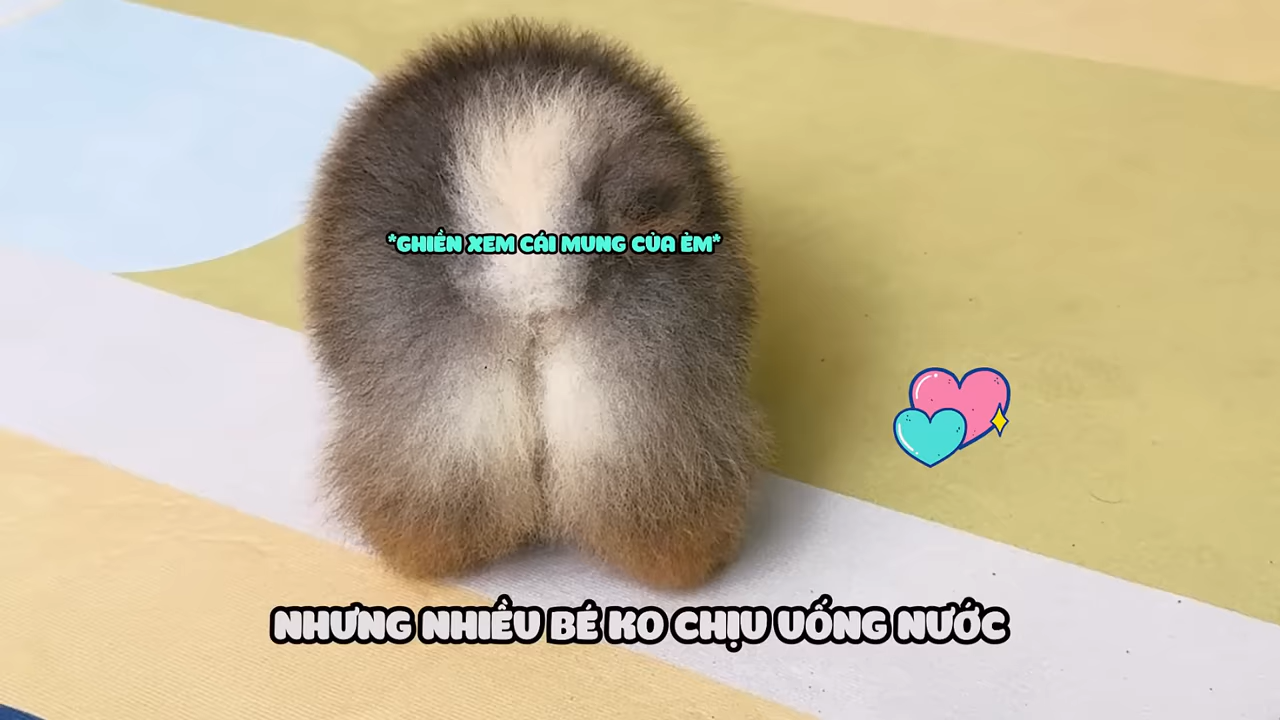 *GHIỀN XEM CÁI MUNG CỦA ÈM*
NHƯNG NHIỀU BÉ KO CHỊU UỐNG NƯỚC